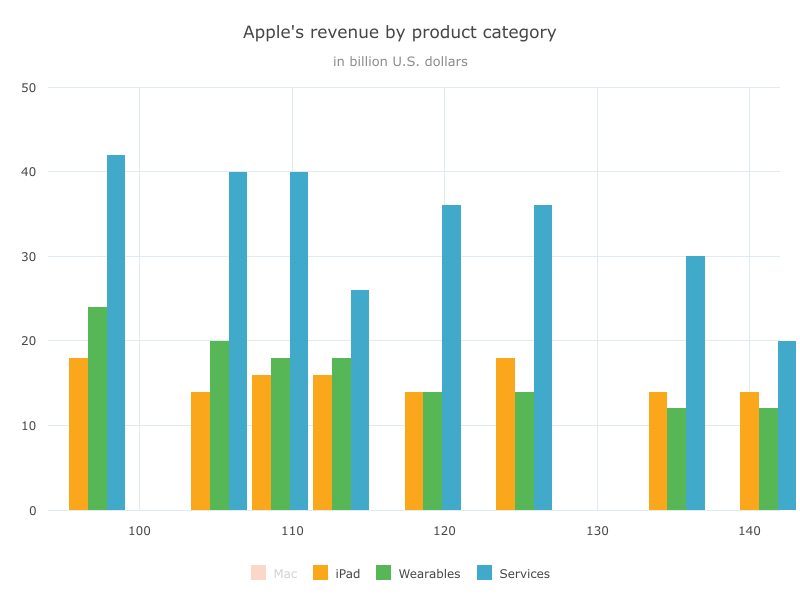 Apple's revenue by product category
in billion U.S. dollars
50
40
30
20
10
0
100 110 120 130 140
Mac iPad Wearables Services